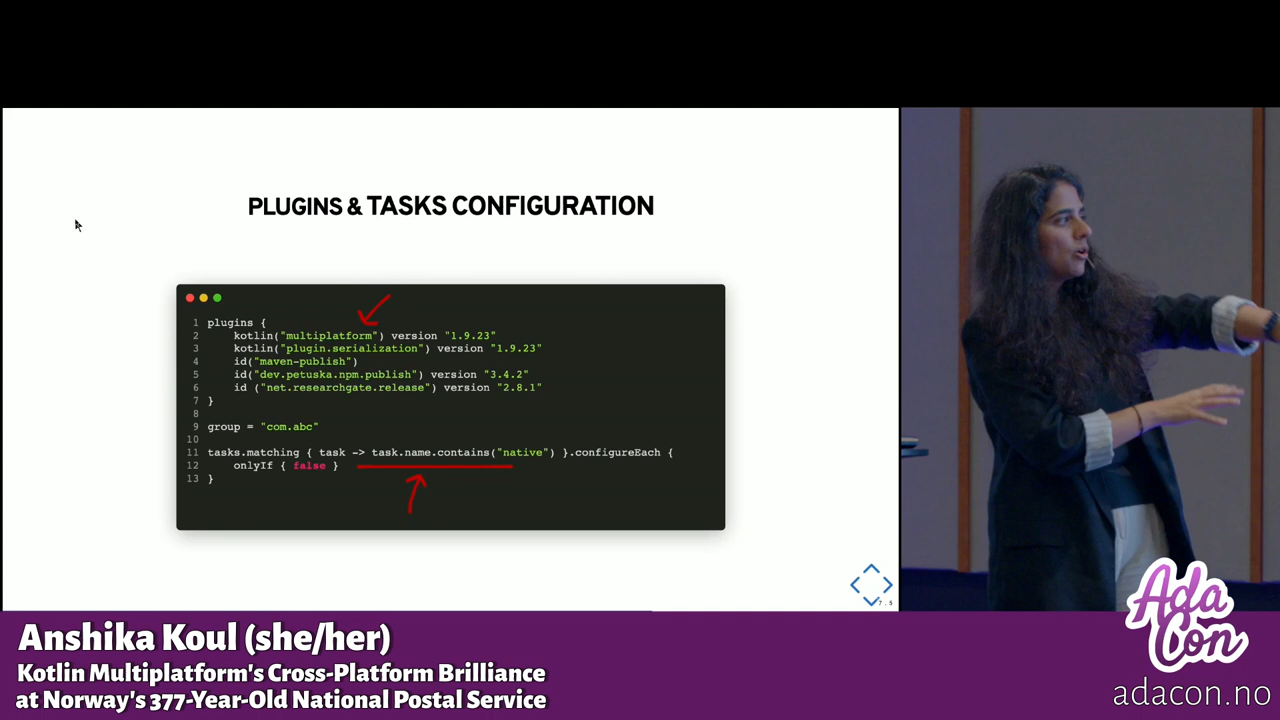 PLUGINS & TASKS CONFIGURATION
1 plugins {
2 kotlin("multiplatform") version "1.9.23"
3 kotlin("plugin.serialization") version "1.9.23"
4 id("maven-publish")
5 id("dev.petuska.npm.publish") version "3.4.2"
6 id ("net.researchgate.release") version "2.8.1"
7 }
8
9 group = "com.abc"
10
11 tasks.matching { task -> task.name.contains("native") }.configureEach {
12 onlyIf { false }
13 }
7.5
Anshika Koul (she/her)
Kotlin Multiplatform's Cross-Platform Brilliance
at Norway's 377-Year-Old National Postal Service
Ada
Con
adacon.no